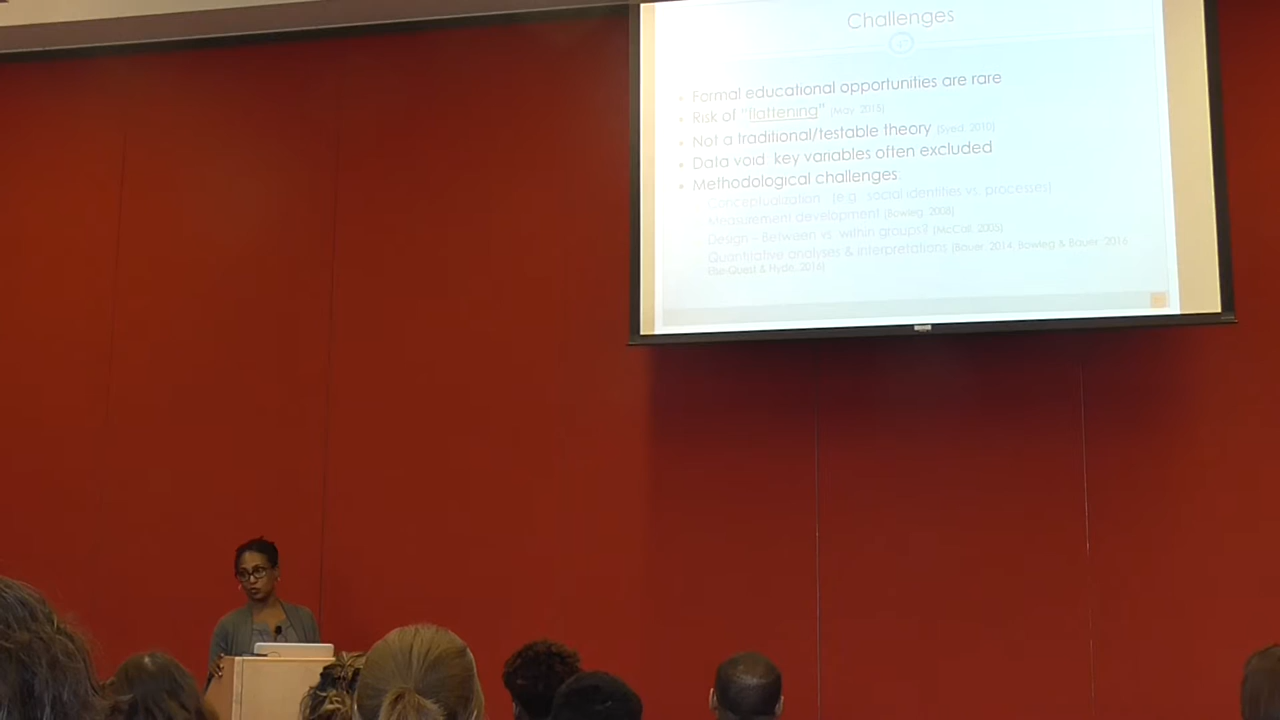 Challenges
Formal educational opportunities are rare
Risk of "flattening" (May, 2015)
Not a traditional/testable theory (Syed, 2010)
Data void key variables often excluded
Methodological challenges:
Conceptualization (e.g. social identities vs. processes)
Measurement development (Bowleg, 2008)
Design – Between vs. within groups? (McCall, 2005)
Quantitative analyses & interpretations (Bauer, 2014, Bowleg & Bauer, 2016,
Else-Quest & Hyde, 2016)